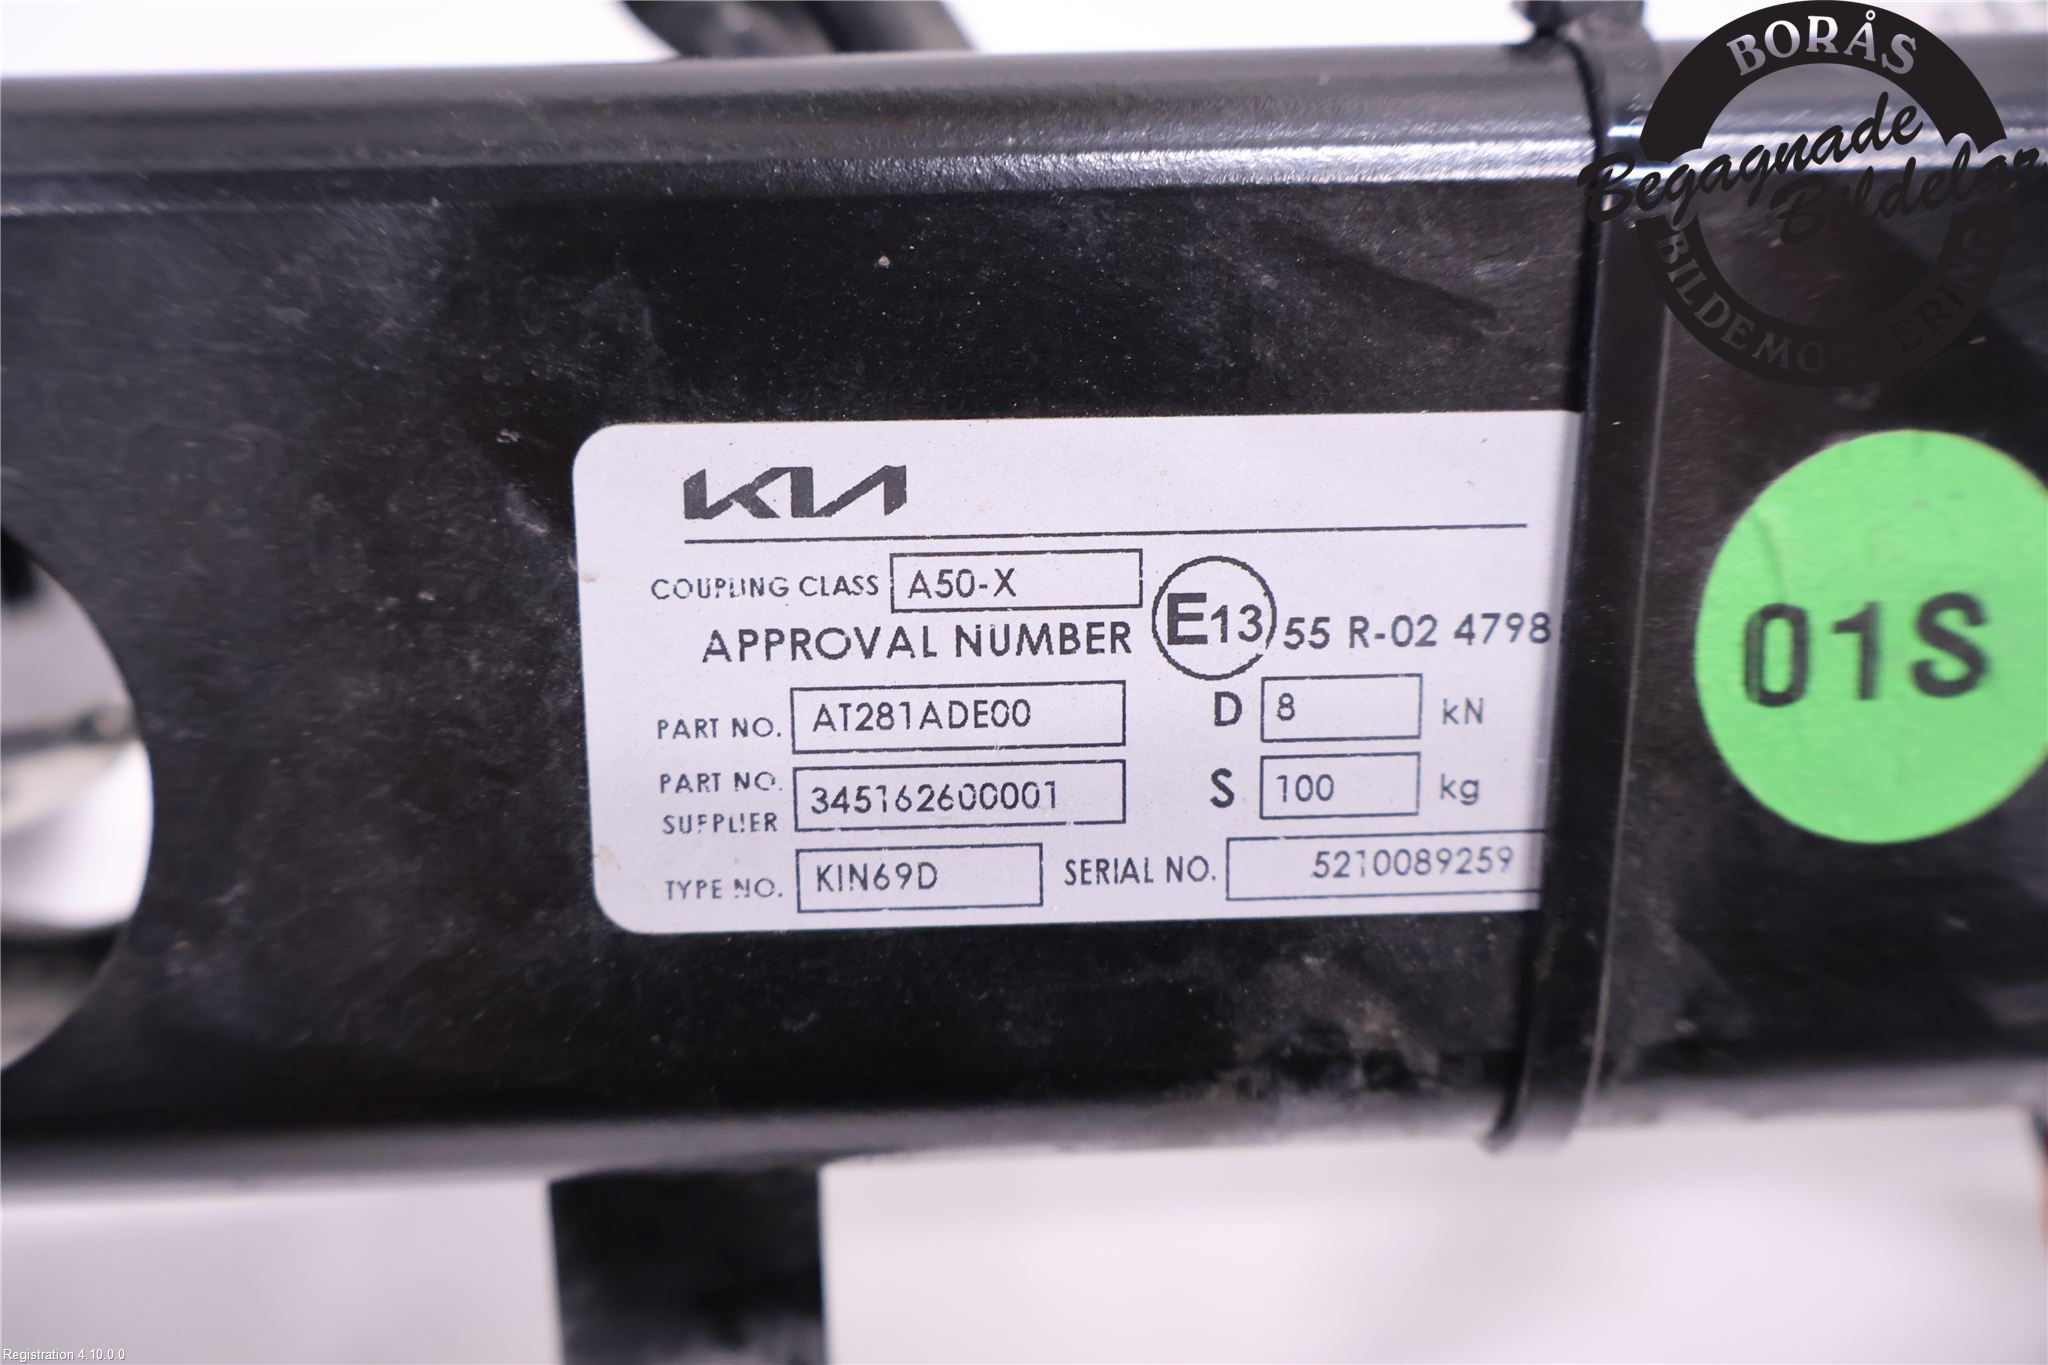 BORÅS
Begagnade
Bildelar
BILDEMONTERING
KIA
COUPLING CLASS A50-X
APPROVAL NUMBER E13 55 R-02 4798
PART NO. AT281ADE00 D 8 kN
PART NO. SUPPLIER 345162600001 S 100 kg
TYPE NO. KIN69D SERIAL NO. 5210089259
01S
Registration 4.10.0.0